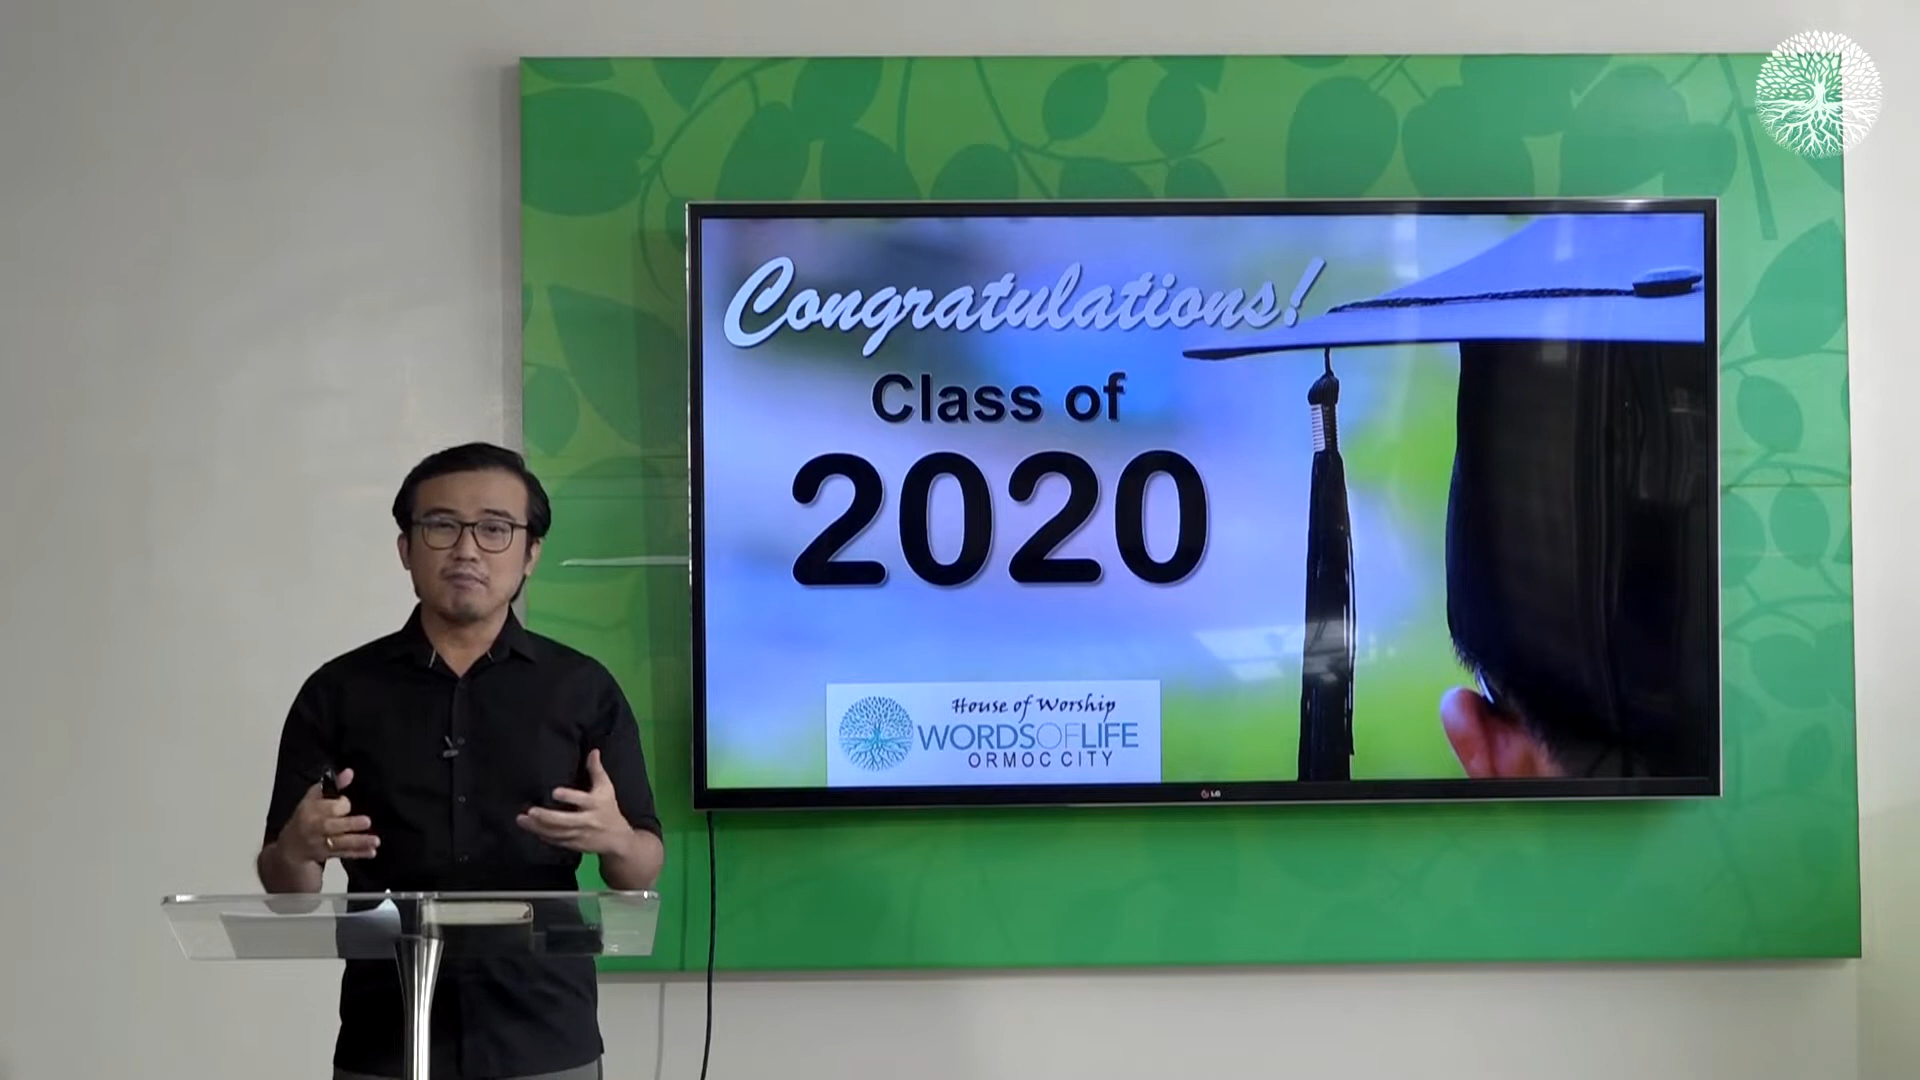 Congratulations!
Class of
2020
House of Worship
WORDSOFLIFE
ORMOC CITY
LG